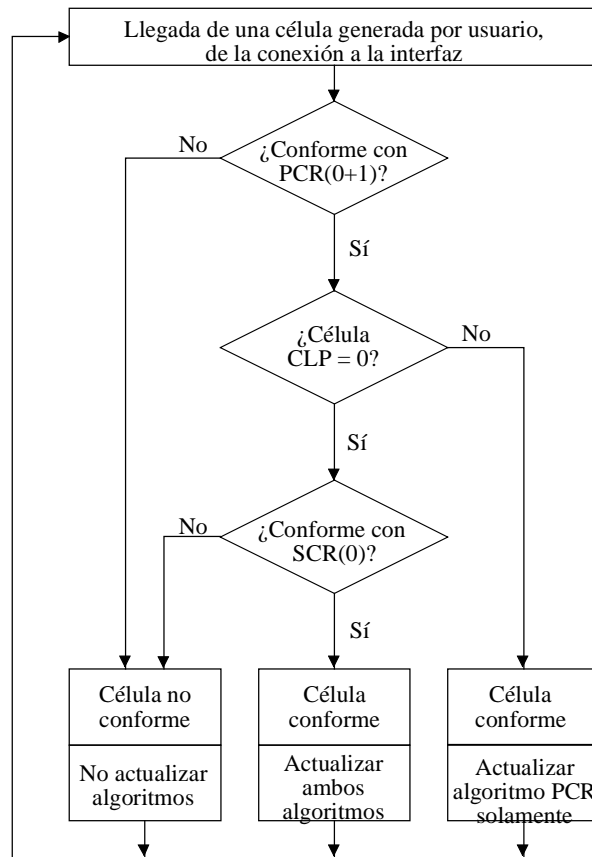 Llegada de una célula generada por usuario,
de la conexión a la interfaz
No
¿Conforme con
PCR(0+1)?
Sí
¿Célula
CLP = 0?
No
Sí
No
¿Conforme con
SCR(0)?
Sí
Célula no
conforme
Célula
conforme
Célula
conforme
No actualizar
algoritmos
Actualizar
ambos
algoritmos
Actualizar
algoritmo PCR
solamente